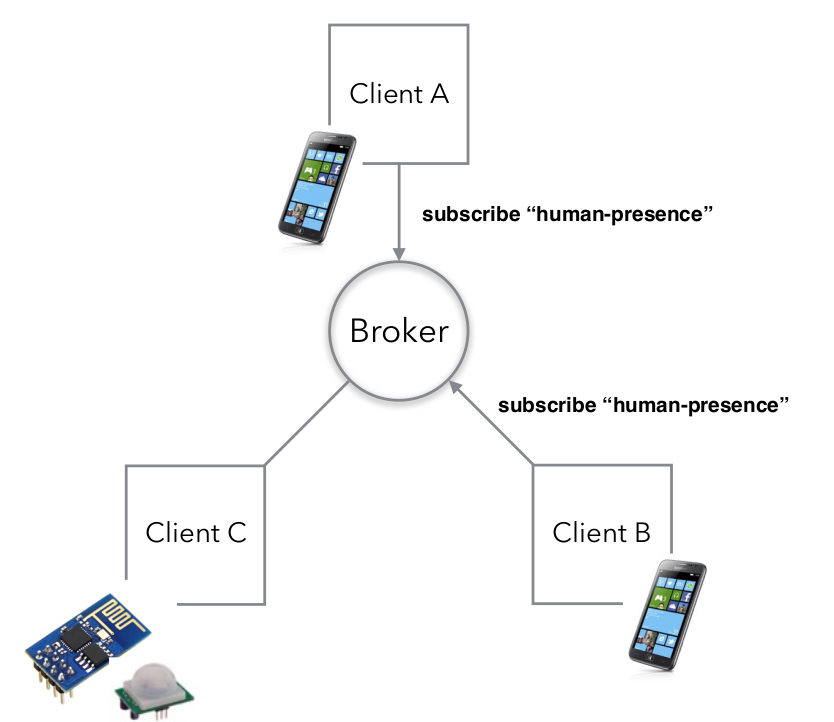 Client A
subscribe “human-presence”
Broker
subscribe “human-presence”
Client C
Client B